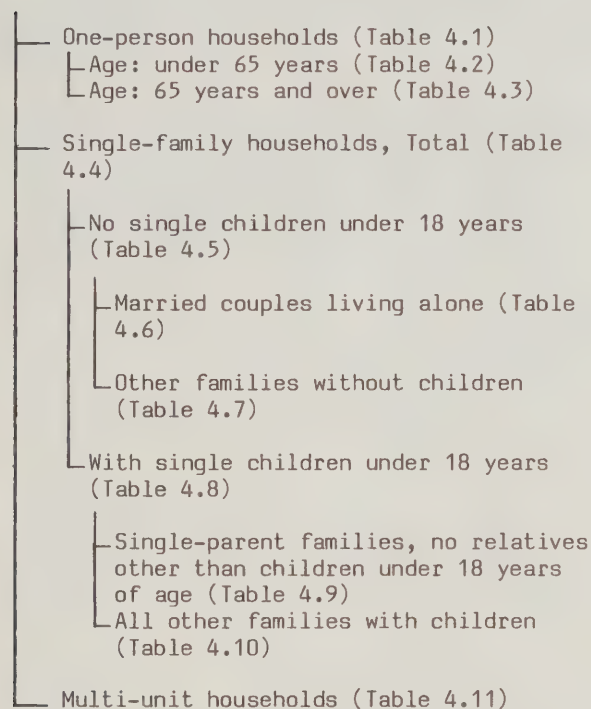 One-person households (Table 4.1)
Age: under 65 years (Table 4.2)
Age: 65 years and over (Table 4.3)
Single-family households, Total (Table
4.4)
No single children under 18 years
(Table 4.5)
Married couples living alone (Table
4.6)
Other families without children
(Table 4.7)
With single children under 18 years
(Table 4.8)
Single-parent families, no relatives
other than children under 18 years
of age (Table 4.9)
All other families with children
(Table 4.10)
Multi-unit households (Table 4.11)